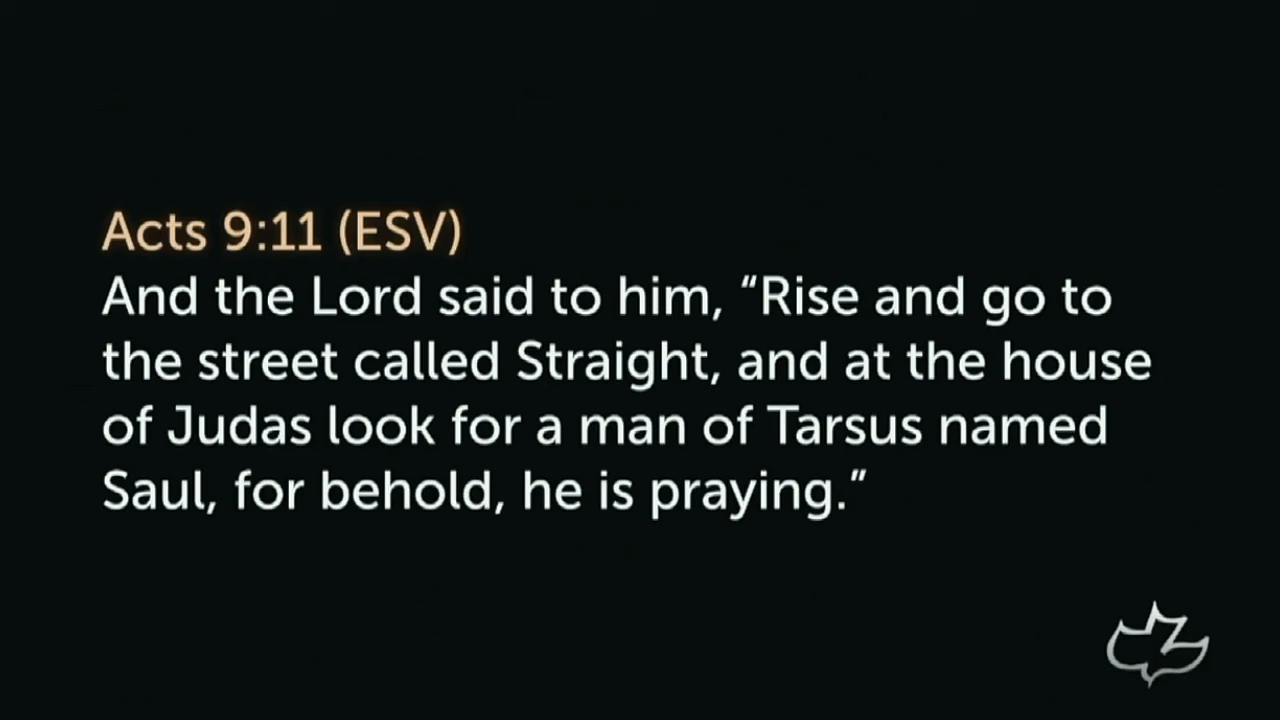 Acts 9:11 (ESV)
And the Lord said to him, “Rise and go to
the street called Straight, and at the house
of Judas look for a man of Tarsus named
Saul, for behold, he is praying.”